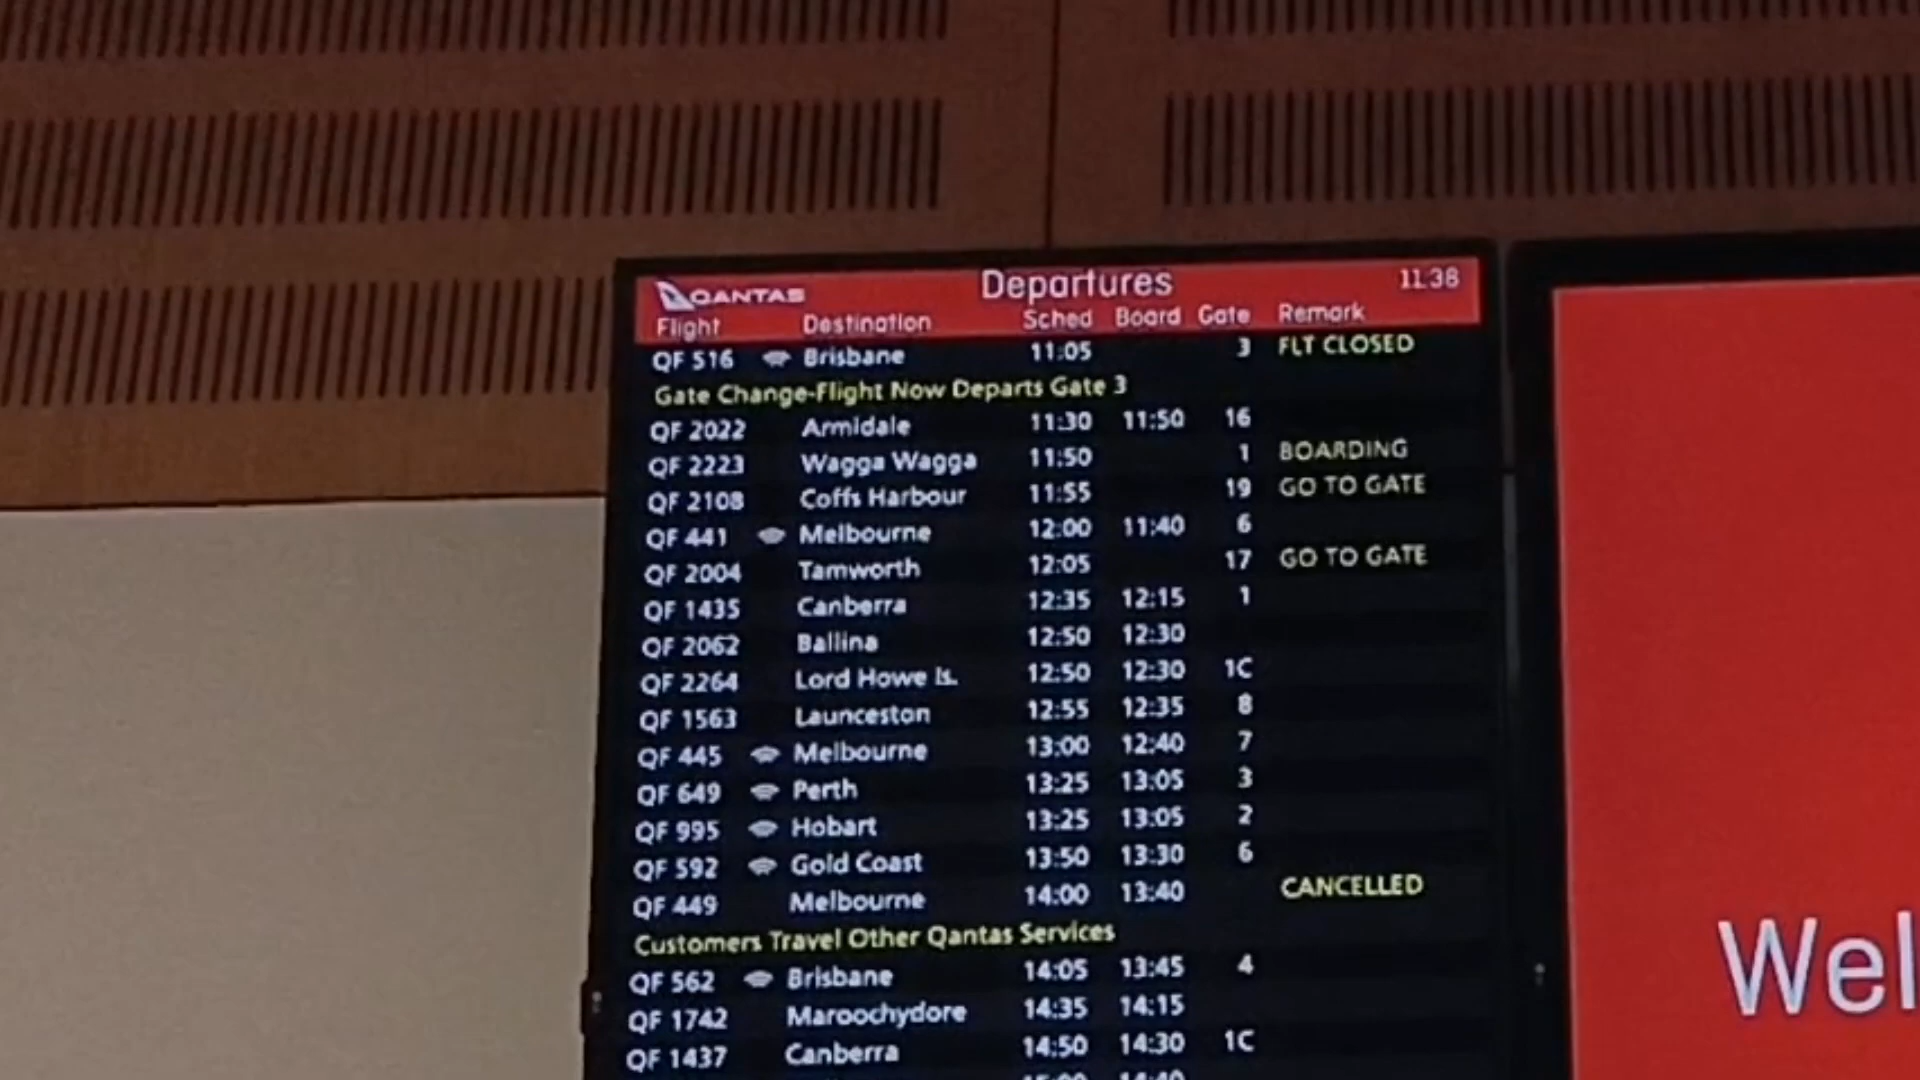 QANTAS Departures 11:38
Flight Destination Sched Board Gate Remark
QF 516 Brisbane 11:05 3 FLT CLOSED
Gate Change-Flight Now Departs Gate 3
QF 2022 Armidale 11:30 11:50 16
QF 2223 Wagga Wagga 11:50 1 BOARDING
QF 2108 Coffs Harbour 11:55 19 GO TO GATE
QF 441 Melbourne 12:00 11:40 6
QF 2004 Tamworth 12:05 17 GO TO GATE
QF 1435 Canberra 12:35 12:15 1
QF 2062 Ballina 12:50 12:30
QF 2264 Lord Howe Is. 12:50 12:30 1C
QF 1563 Launceston 12:55 12:35 8
QF 445 Melbourne 13:00 12:40 7
QF 649 Perth 13:25 13:05 3
QF 995 Hobart 13:25 13:05 2
QF 592 Gold Coast 13:50 13:30 6
QF 449 Melbourne 14:00 13:40 CANCELLED
Customers Travel Other Qantas Services
QF 562 Brisbane 14:05 13:45 4
QF 1742 Maroochydore 14:35 14:15
QF 1437 Canberra 14:50 14:30 1C
Wel